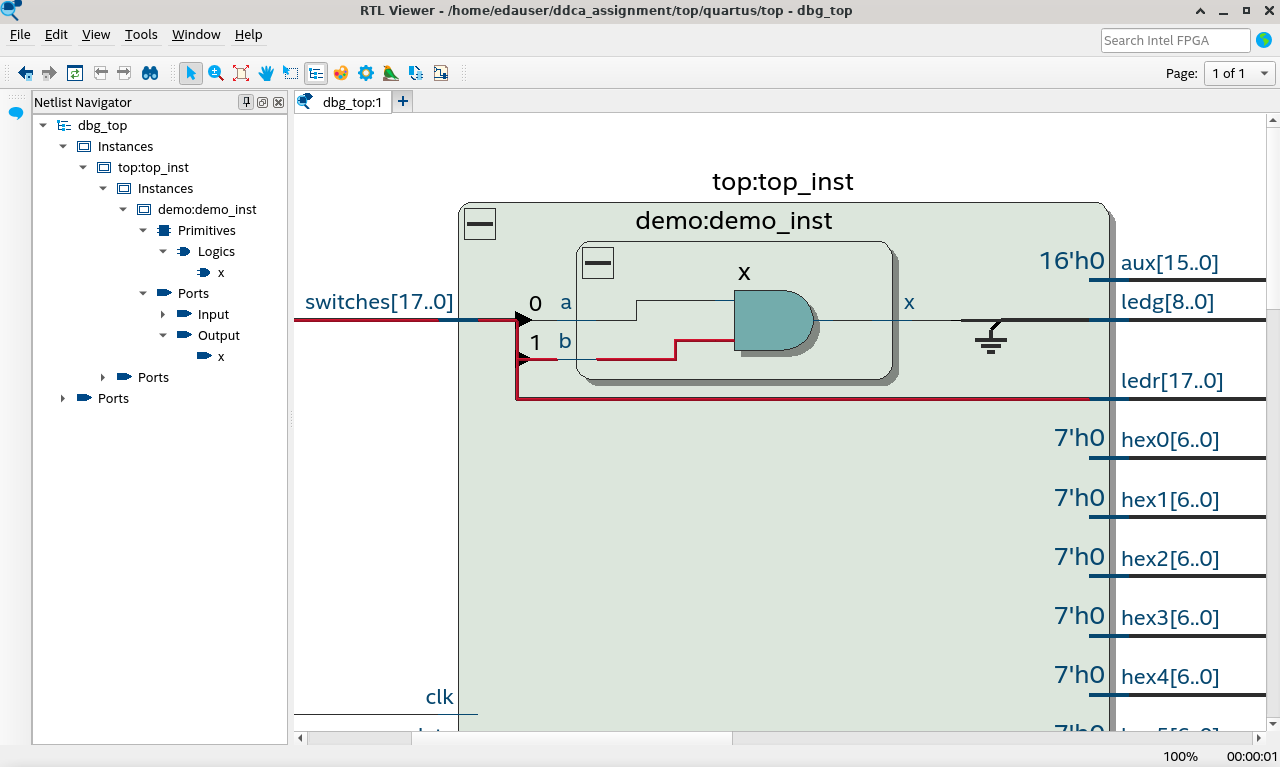 RTL Viewer - /home/edauser/ddca_assignment/top/quartus/top - dbg_top
File Edit View Tools Window Help
Search Intel FPGA
Page: 1 of 1
Netlist Navigator
dbg_top:1
dbg_top
Instances
top:top_inst
Instances
demo:demo_inst
Primitives
Logics
x
Ports
Input
Output
x
Ports
Ports
top:top_inst
demo:demo_inst
x
16'h0 aux[15..0]
switches[17..0] 0 a x ledg[8..0]
1 b
ledr[17..0]
7'h0 hex0[6..0]
7'h0 hex1[6..0]
7'h0 hex2[6..0]
7'h0 hex3[6..0]
7'h0 hex4[6..0]
clk
100% 00:00:01